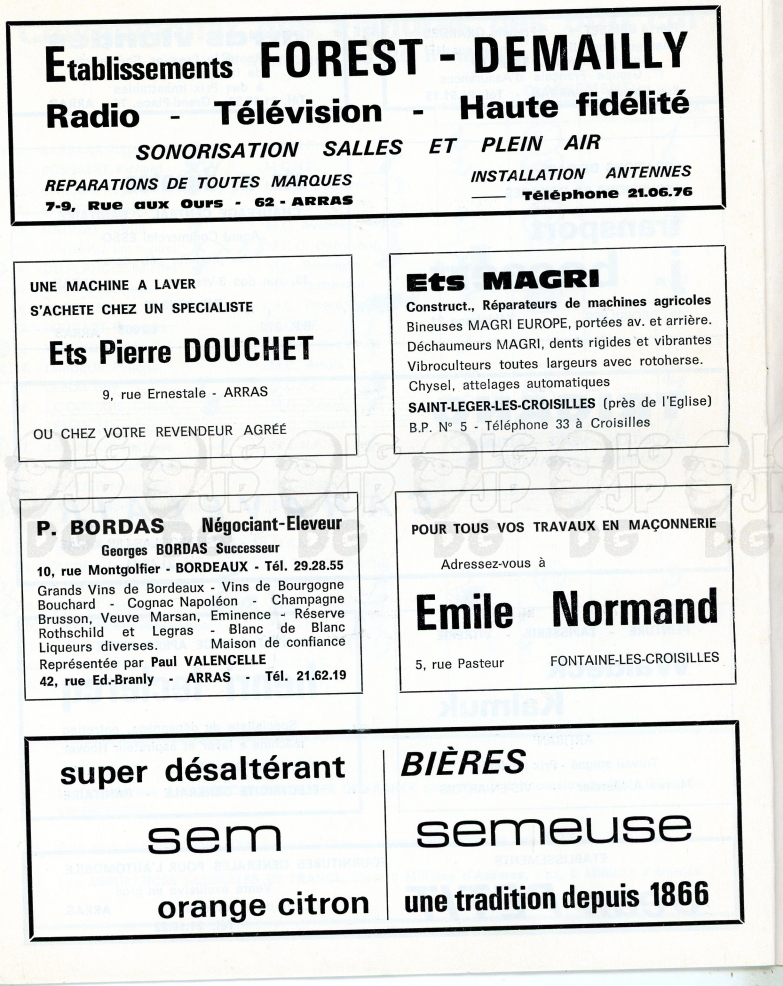 Etablissements FOREST - DEMAILLY
Radio - Télévision - Haute fidélité
SONORISATION SALLES ET PLEIN AIR
REPARATIONS DE TOUTES MARQUES
7-9, Rue aux Ours - 62 - ARRAS
INSTALLATION ANTENNES
Téléphone 21.06.76
UNE MACHINE A LAVER
S'ACHETE CHEZ UN SPECIALISTE
Ets Pierre DOUCHET
9, rue Ernestale - ARRAS
OU CHEZ VOTRE REVENDEUR AGRÉÉ
Ets MAGRI
Construct., Réparateurs de machines agricoles
Bineuses MAGRI EUROPE, portées av. et arrière.
Déchaumeurs MAGRI, dents rigides et vibrantes
Vibroculteurs toutes largeurs avec rotoherse.
Chysel, attelages automatiques
SAINT-LEGER-LES-CROISILLES (près de l'Eglise)
B.P. N° 5 - Téléphone 33 à Croisilles
P. BORDAS Négociant-Eleveur
Georges BORDAS Successeur
10, rue Montgolfier - BORDEAUX - Tél. 29.28.55
Grands Vins de Bordeaux - Vins de Bourgogne
Bouchard - Cognac Napoléon - Champagne
Brusson, Veuve Marsan, Eminence - Réserve
Rothschild et Legras - Blanc de Blanc
Liqueurs diverses. Maison de confiance
Représentée par Paul VALENCELLE
42, rue Ed.-Branly - ARRAS - Tél. 21.62.19
POUR TOUS VOS TRAVAUX EN MAÇONNERIE
Adressez-vous à
Emile Normand
5, rue Pasteur FONTAINE-LES-CROISILLES
super désaltérant
sem
orange citron
BIÈRES
semeuse
une tradition depuis 1866
LG
JP
DG